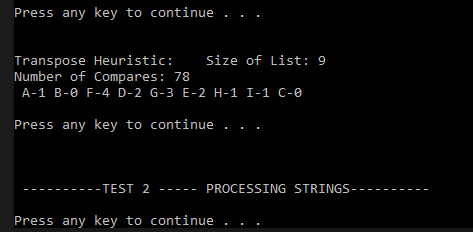 Press any key to continue . . .
Transpose Heuristic:    Size of List: 9
Number of Compares: 78
A-1 B-0 F-4 D-2 G-3 E-2 H-1 I-1 C-0
Press any key to continue . . .
----------TEST 2 ----- PROCESSING STRINGS----------
Press any key to continue . . .